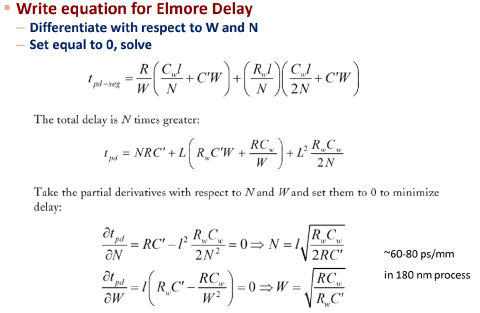 Write equation for Elmore Delay
– Differentiate with respect to W and N
– Set equal to 0, solve
t_{pd-seg} = \frac{R}{W}\left(\frac{C_w l}{N} + C'W\right) + \left(\frac{R_w l}{N}\right)\left(\frac{C_w l}{2N} + C'W\right)
The total delay is N times greater:
t_{pd} = NRC' + L\left(R_w C'W + \frac{RC_w}{W}\right) + L^2 \frac{R_w C_w}{2N}
Take the partial derivatives with respect to N and W and set them to 0 to minimize
delay:
\frac{\partial t_{pd}}{\partial N} = RC' - l^2 \frac{R_w C_w}{2N^2} = 0 \Rightarrow N = l\sqrt{\frac{R_w C_w}{2RC'}}
~60-80 ps/mm
\frac{\partial t_{pd}}{\partial W} = l\left(R_w C' - \frac{RC_w}{W^2}\right) = 0 \Rightarrow W = \sqrt{\frac{RC_w}{R_w C'}}
in 180 nm process